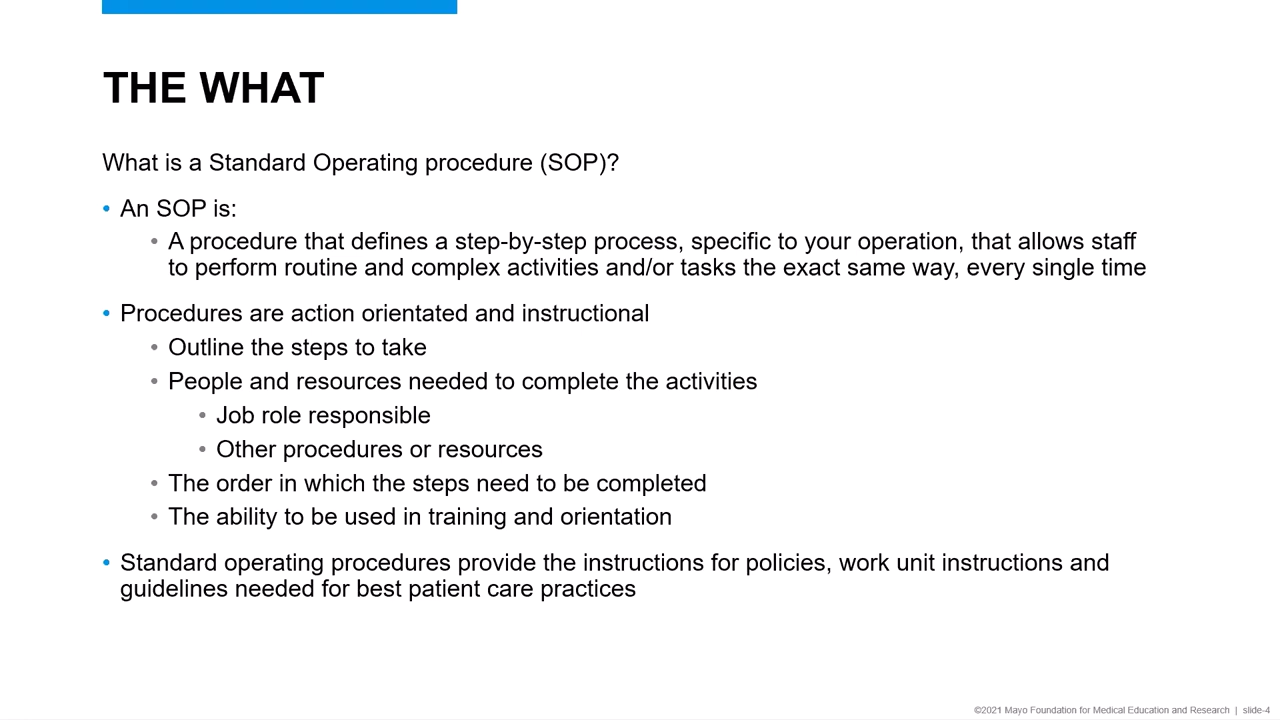 THE WHAT
What is a Standard Operating procedure (SOP)?
• An SOP is:
• A procedure that defines a step-by-step process, specific to your operation, that allows staff
to perform routine and complex activities and/or tasks the exact same way, every single time
• Procedures are action orientated and instructional
• Outline the steps to take
• People and resources needed to complete the activities
• Job role responsible
• Other procedures or resources
• The order in which the steps need to be completed
• The ability to be used in training and orientation
• Standard operating procedures provide the instructions for policies, work unit instructions and
guidelines needed for best patient care practices
©2021 Mayo Foundation for Medical Education and Research | slide-4